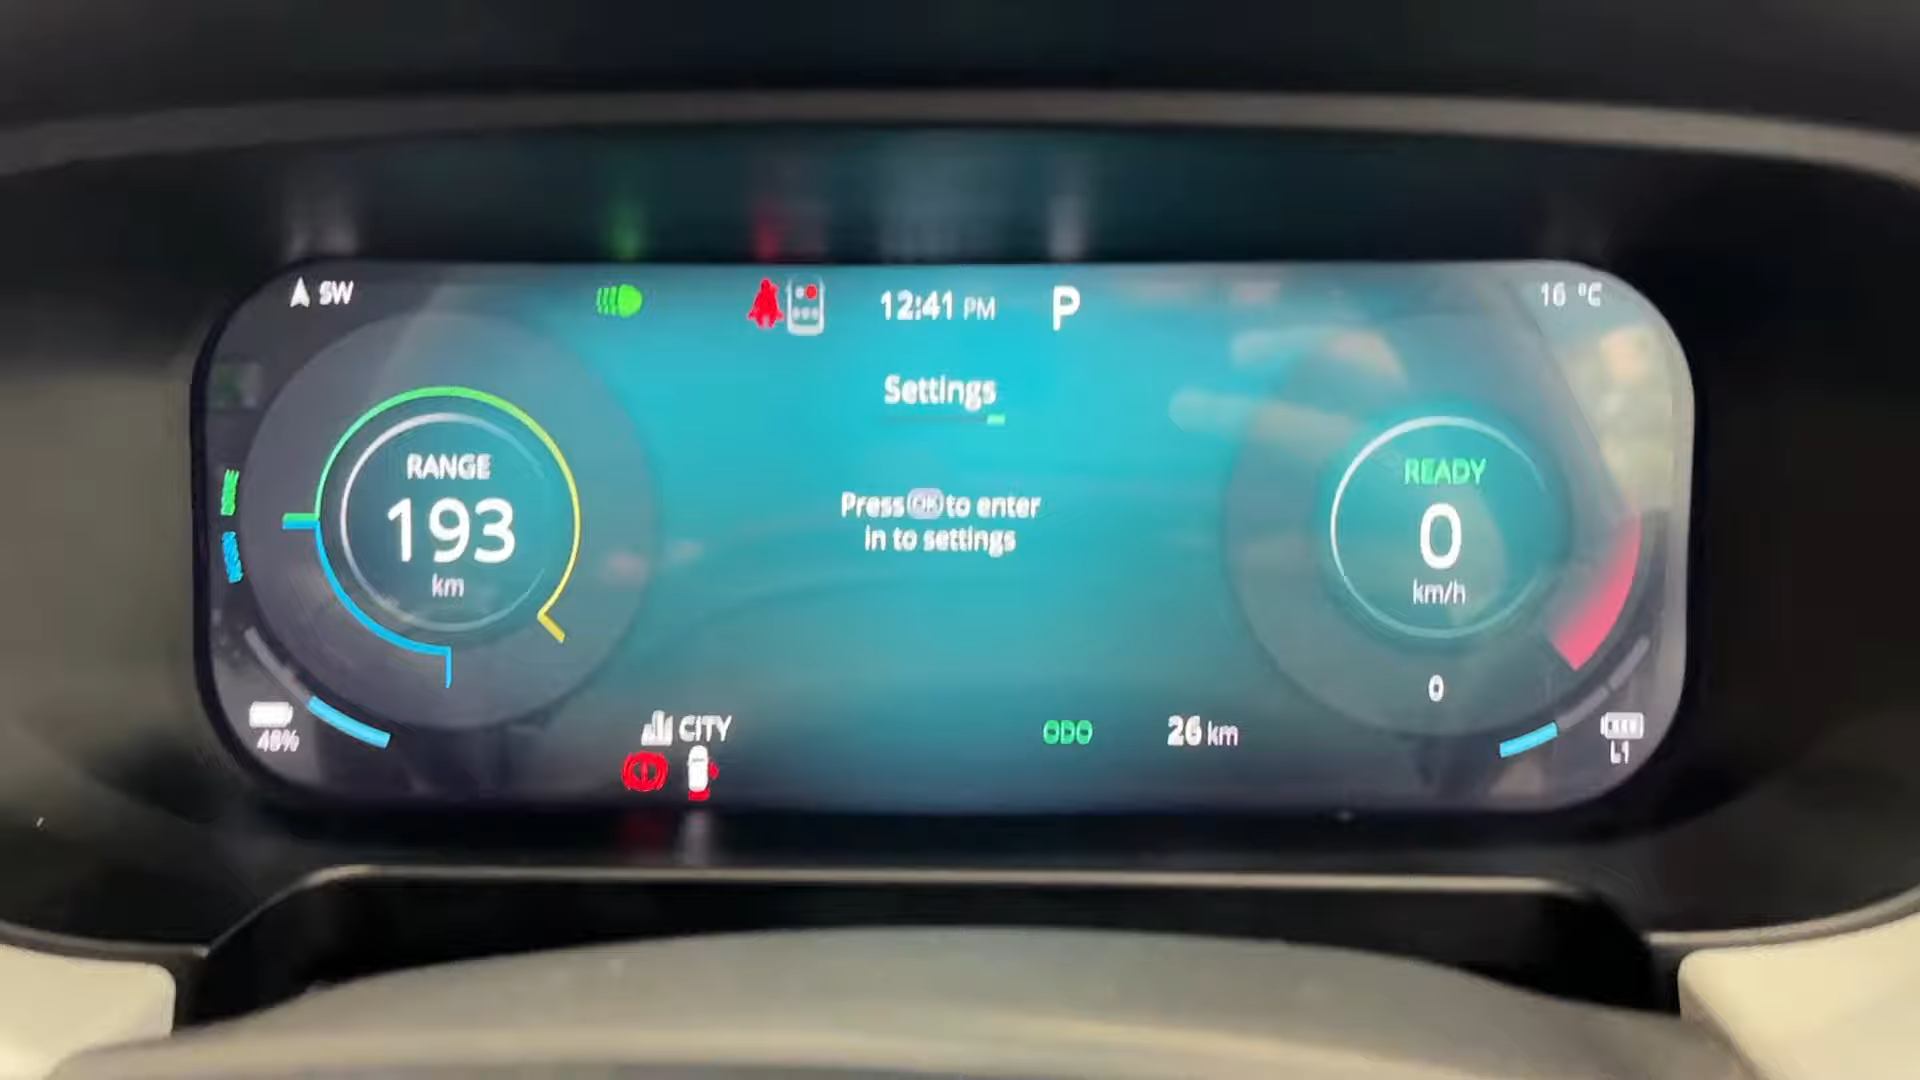 SW
12:41 PM
P
16 °C
Settings
RANGE
193
km
Press OK to enter
in to settings
READY
0
km/h
0
48%
CITY
ODO
26 km
L1